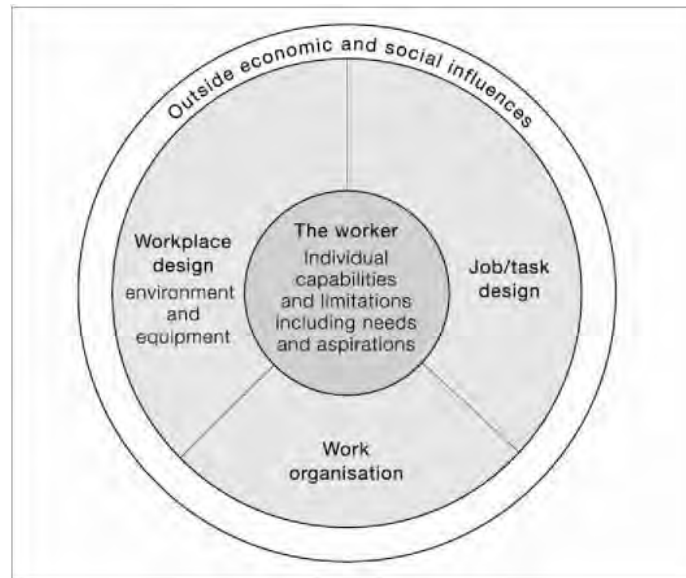 Outside economic and social influences
The worker
Individual
capabilities
and limitations
including needs
and aspirations
Workplace
design
environment
and
equipment
Job/task
design
Work
organisation